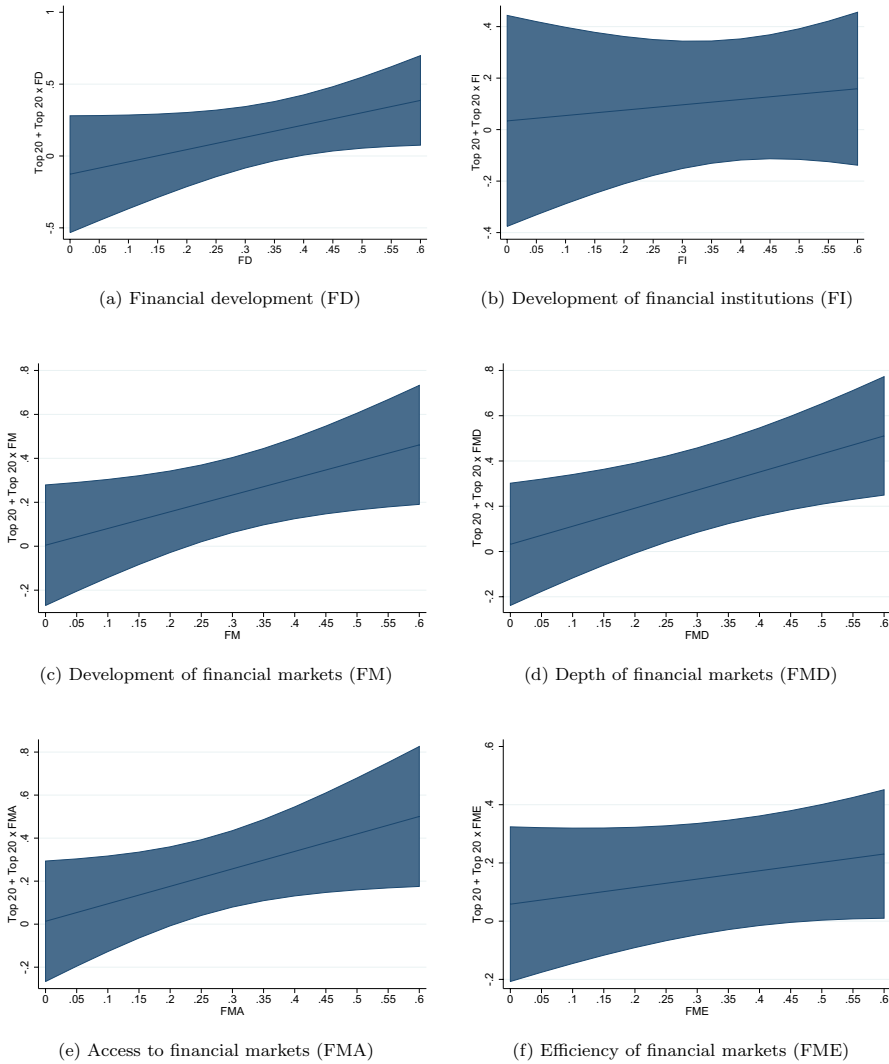 1
.5
0
-.5
Top 20 + Top 20 x FD
0 .05 .1 .15 .2 .25 .3 .35 .4 .45 .5 .55 .6
FD
(a) Financial development (FD)
.4
.2
0
-.2
-.4
Top 20 + Top 20 x FI
0 .05 .1 .15 .2 .25 .3 .35 .4 .45 .5 .55 .6
FI
(b) Development of financial institutions (FI)
.8
.6
.4
.2
0
-.2
Top 20 + Top 20 x FM
0 .05 .1 .15 .2 .25 .3 .35 .4 .45 .5 .55 .6
FM
(c) Development of financial markets (FM)
.8
.6
.4
.2
0
-.2
Top 20 + Top 20 x FMD
0 .05 .1 .15 .2 .25 .3 .35 .4 .45 .5 .55 .6
FMD
(d) Depth of financial markets (FMD)
.8
.6
.4
.2
0
-.2
Top 20 + Top 20 x FMA
0 .05 .1 .15 .2 .25 .3 .35 .4 .45 .5 .55 .6
FMA
(e) Access to financial markets (FMA)
.6
.4
.2
0
-.2
Top 20 + Top 20 x FME
0 .05 .1 .15 .2 .25 .3 .35 .4 .45 .5 .55 .6
FME
(f) Efficiency of financial markets (FME)